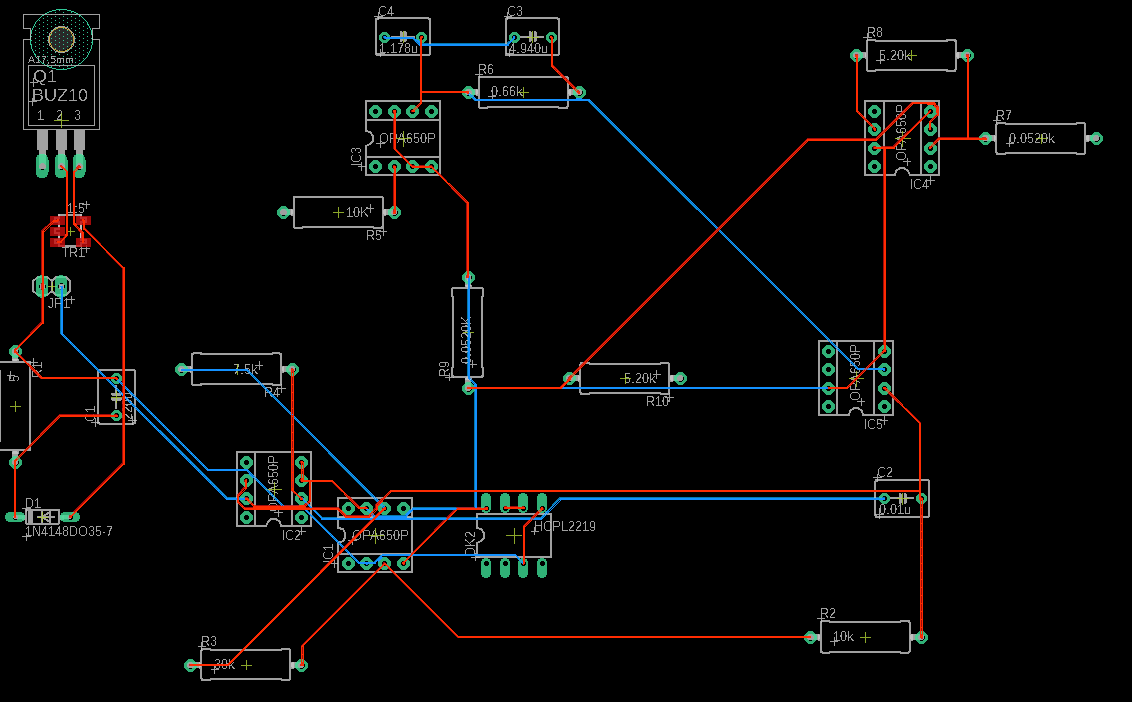 C4
1.178u
C3
4.940u
R8
5.20k
A17,5mm
Q1
BUZ10
1 2 3
R6
0.66k
OPA650P
IC3
OPA650P
IC4
R7
0.0520k
10K
R5
1:5
TR1
JP1
R9
0.0520K
7.5k
R4
5.20k
R10
OPA650P
IC5
R1
C1
220u
OPA650P
IC2
C2
0.01u
D1
1N4148DO35-7
IC1
OPA650P
OK2
HCPL2219
R3
30k
R2
10k